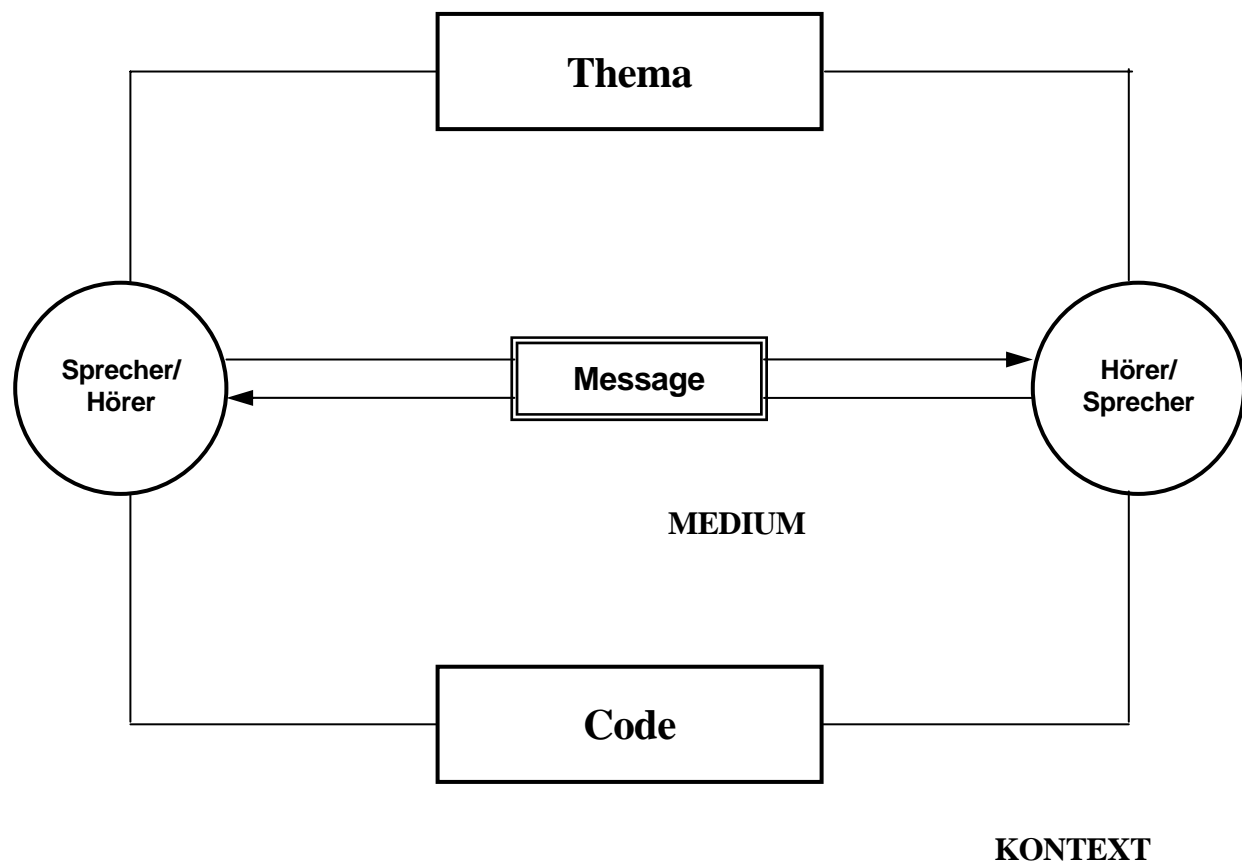 Thema
Sprecher/
Hörer
Message
Hörer/
Sprecher
MEDIUM
Code
KONTEXT